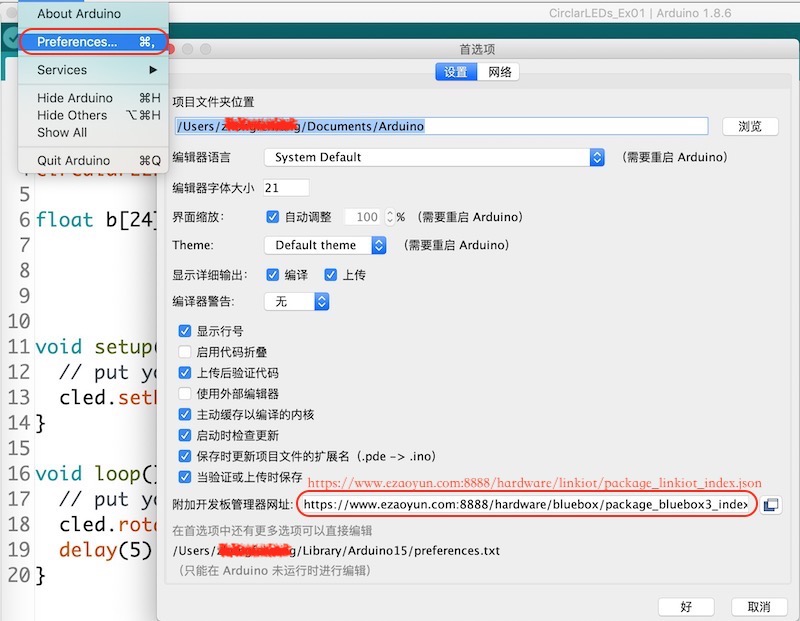 About Arduino
Preferences... ⌘,
Services ▶
Hide Arduino ⌘H
Hide Others ⌥⌘H
Show All
Quit Arduino ⌘Q
CirclarLEDs_Ex01 | Arduino 1.8.6
首选项
设置 网络
项目文件夹位置
/Users/ /Documents/Arduino 浏览
编辑器语言 System Default (需要重启 Arduino)
编辑器字体大小 21
界面缩放: 自动调整 100 % (需要重启 Arduino)
Theme: Default theme (需要重启 Arduino)
显示详细输出: 编译 上传
编译器警告: 无
显示行号
启用代码折叠
上传后验证代码
使用外部编辑器
主动缓存以编译的内核
启动时检查更新
保存时更新项目文件的扩展名 (.pde -> .ino)
当验证或上传时保存
https://www.ezaoyun.com:8888/hardware/linkiot/package_linkiot_index.json
附加开发板管理器网址: https://www.ezaoyun.com:8888/hardware/bluebox/package_bluebox3_index
在首选项中还有更多选项可以直接编辑
/Users/ /Library/Arduino15/preferences.txt
(只能在 Arduino 未运行时进行编辑)
好 取消
5
6 float b[24]
7
8
9
10
11 void setup(
12 // put yo
13 cled.set
14 }
15
16 void loop()
17 // put yo
18 cled.rot
19 delay(5)
20 }